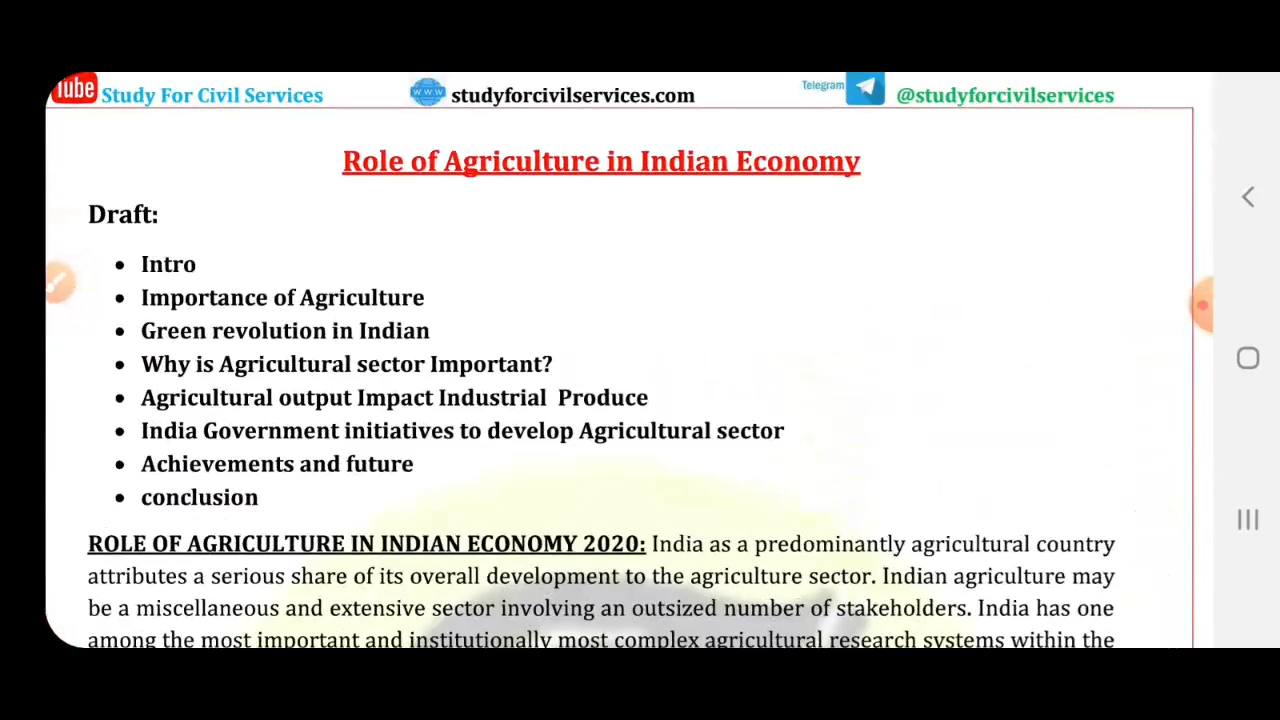 Tube Study For Civil Services WWW studyforcivilservices.com Telegram @studyforcivilservices
Role of Agriculture in Indian Economy
Draft:
• Intro
• Importance of Agriculture
• Green revolution in Indian
• Why is Agricultural sector Important?
• Agricultural output Impact Industrial Produce
• India Government initiatives to develop Agricultural sector
• Achievements and future
• conclusion
ROLE OF AGRICULTURE IN INDIAN ECONOMY 2020: India as a predominantly agricultural country
attributes a serious share of its overall development to the agriculture sector. Indian agriculture may
be a miscellaneous and extensive sector involving an outsized number of stakeholders. India has one
among the most important and institutionally most complex agricultural research systems within the